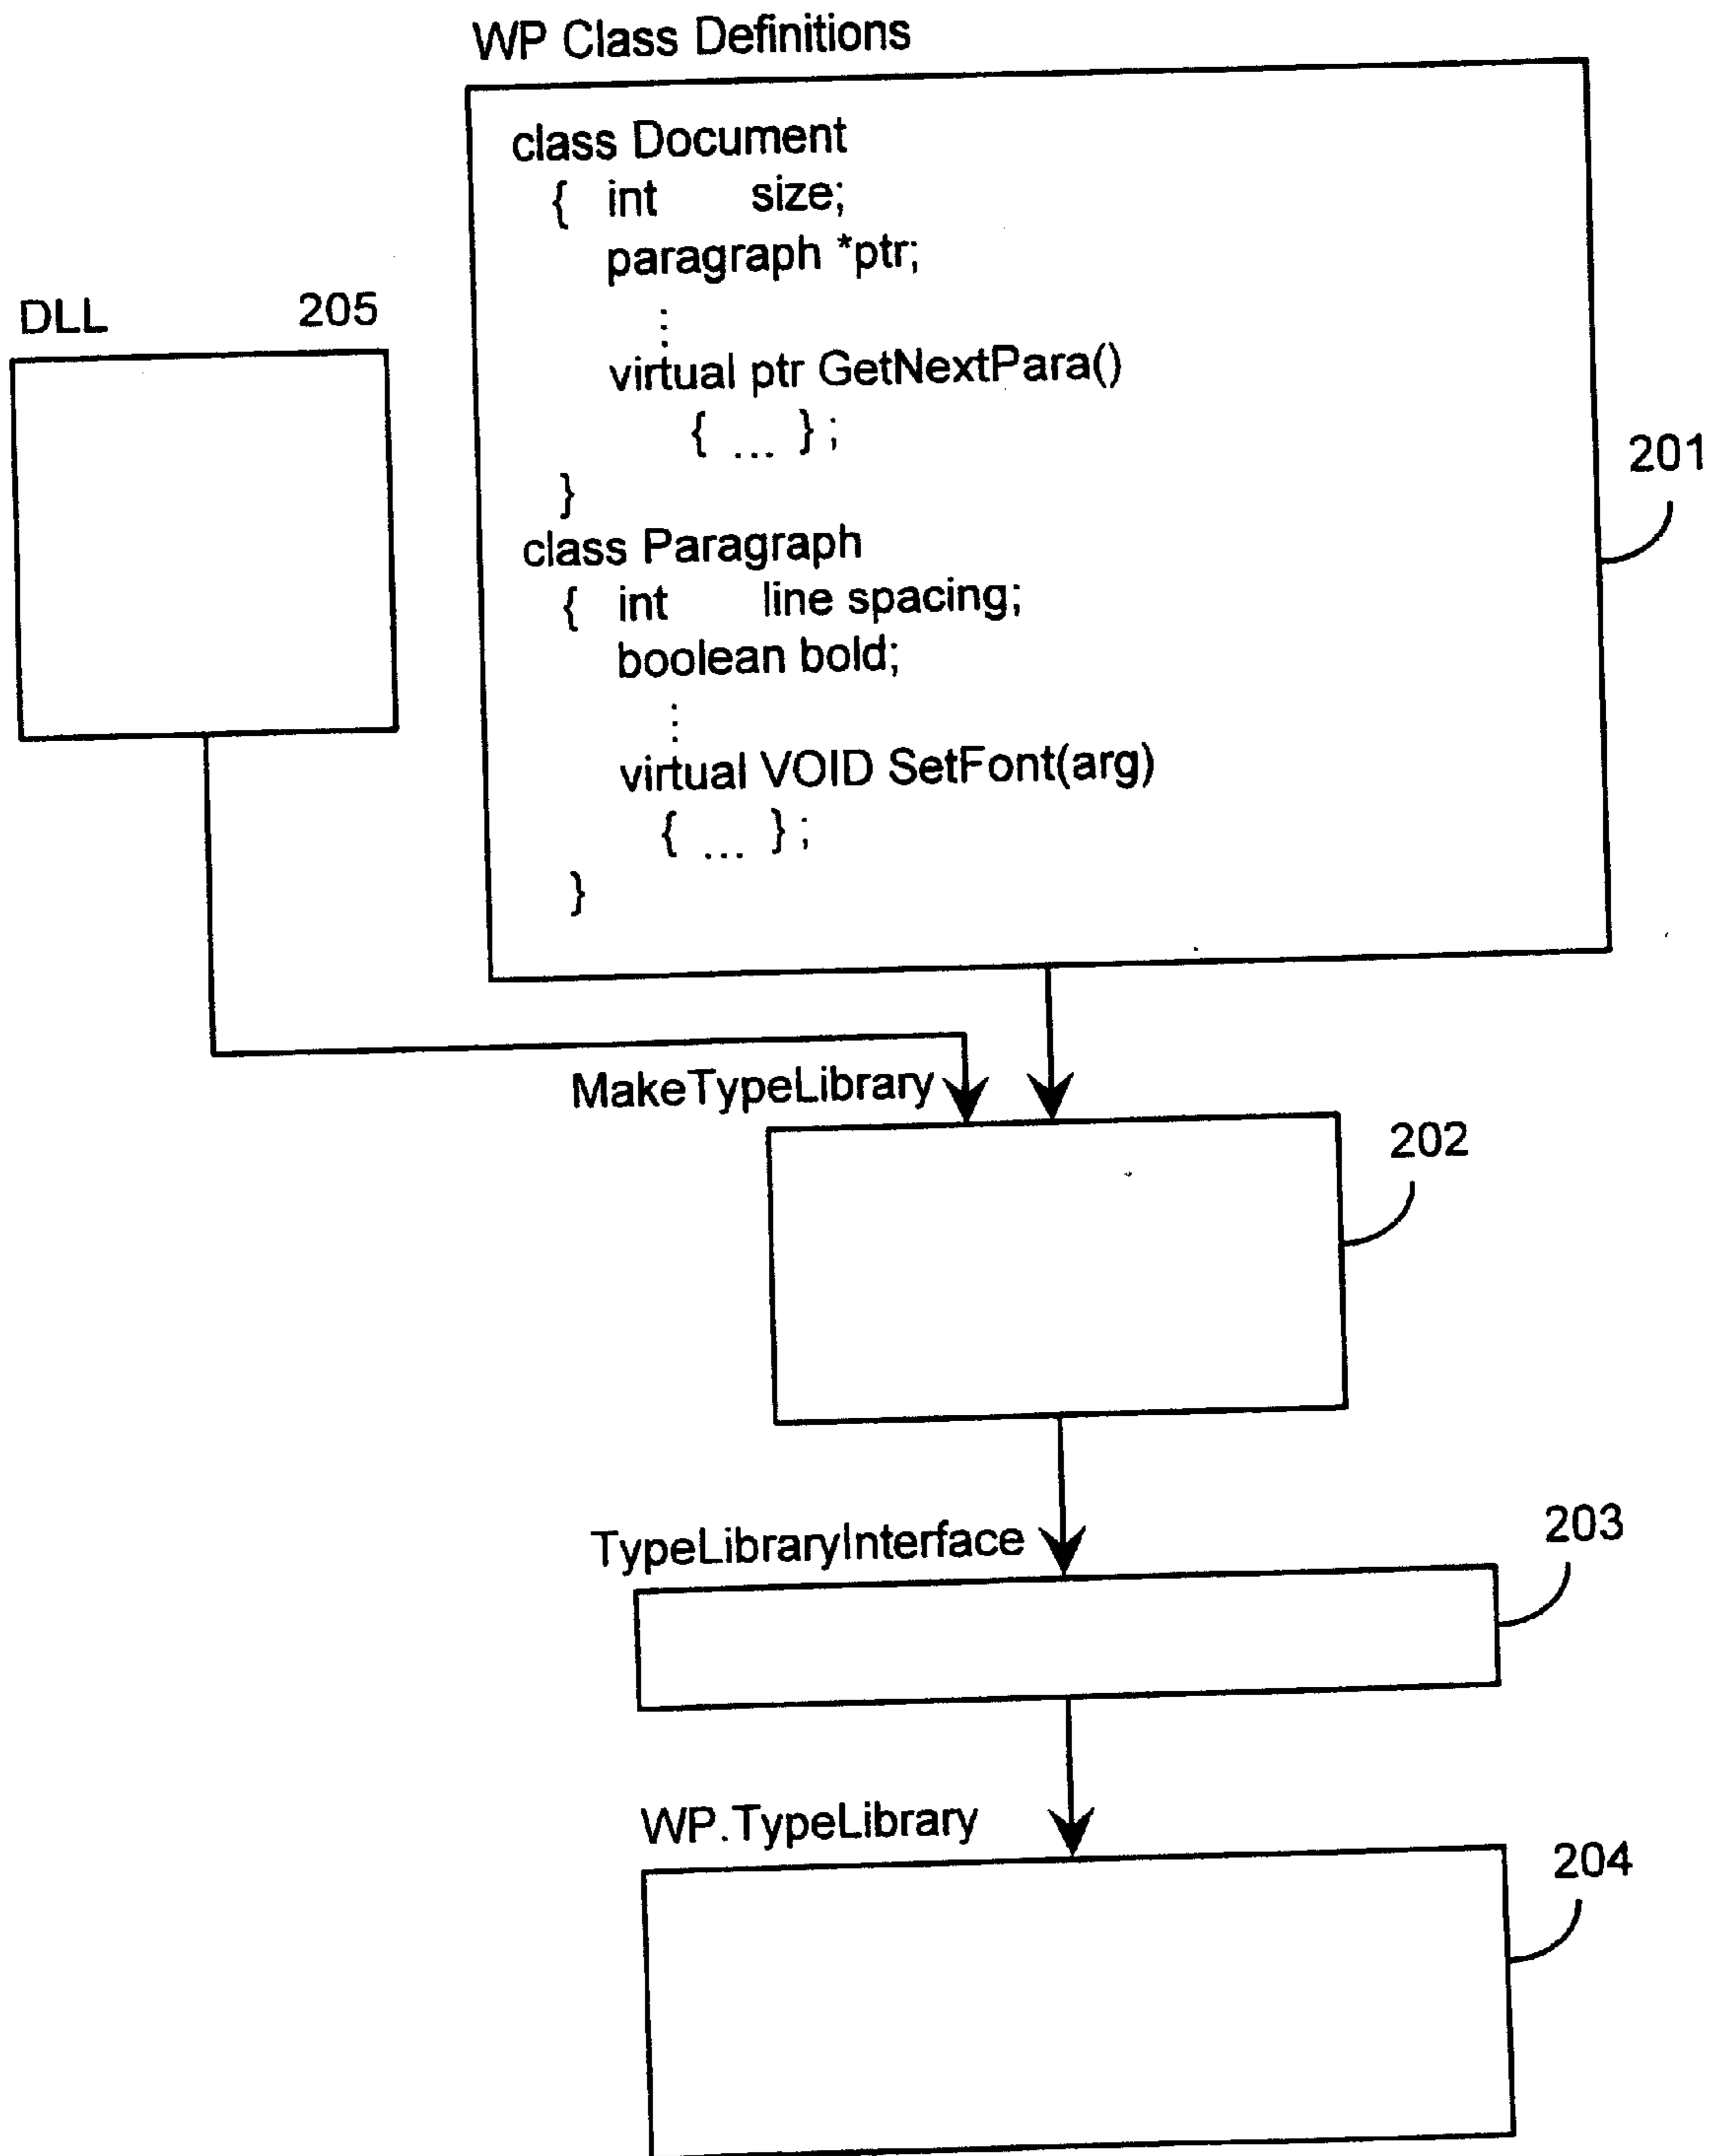 WP Class Definitions
class Document
{ int size;
paragraph *ptr;
⋮
virtual ptr GetNextPara()
{ ... } ;
}
class Paragraph
{ int line spacing;
boolean bold;
⋮
virtual VOID SetFont(arg)
{ ... } ;
}
201
DLL 205
MakeTypeLibrary
202
TypeLibraryInterface
203
WP.TypeLibrary
204